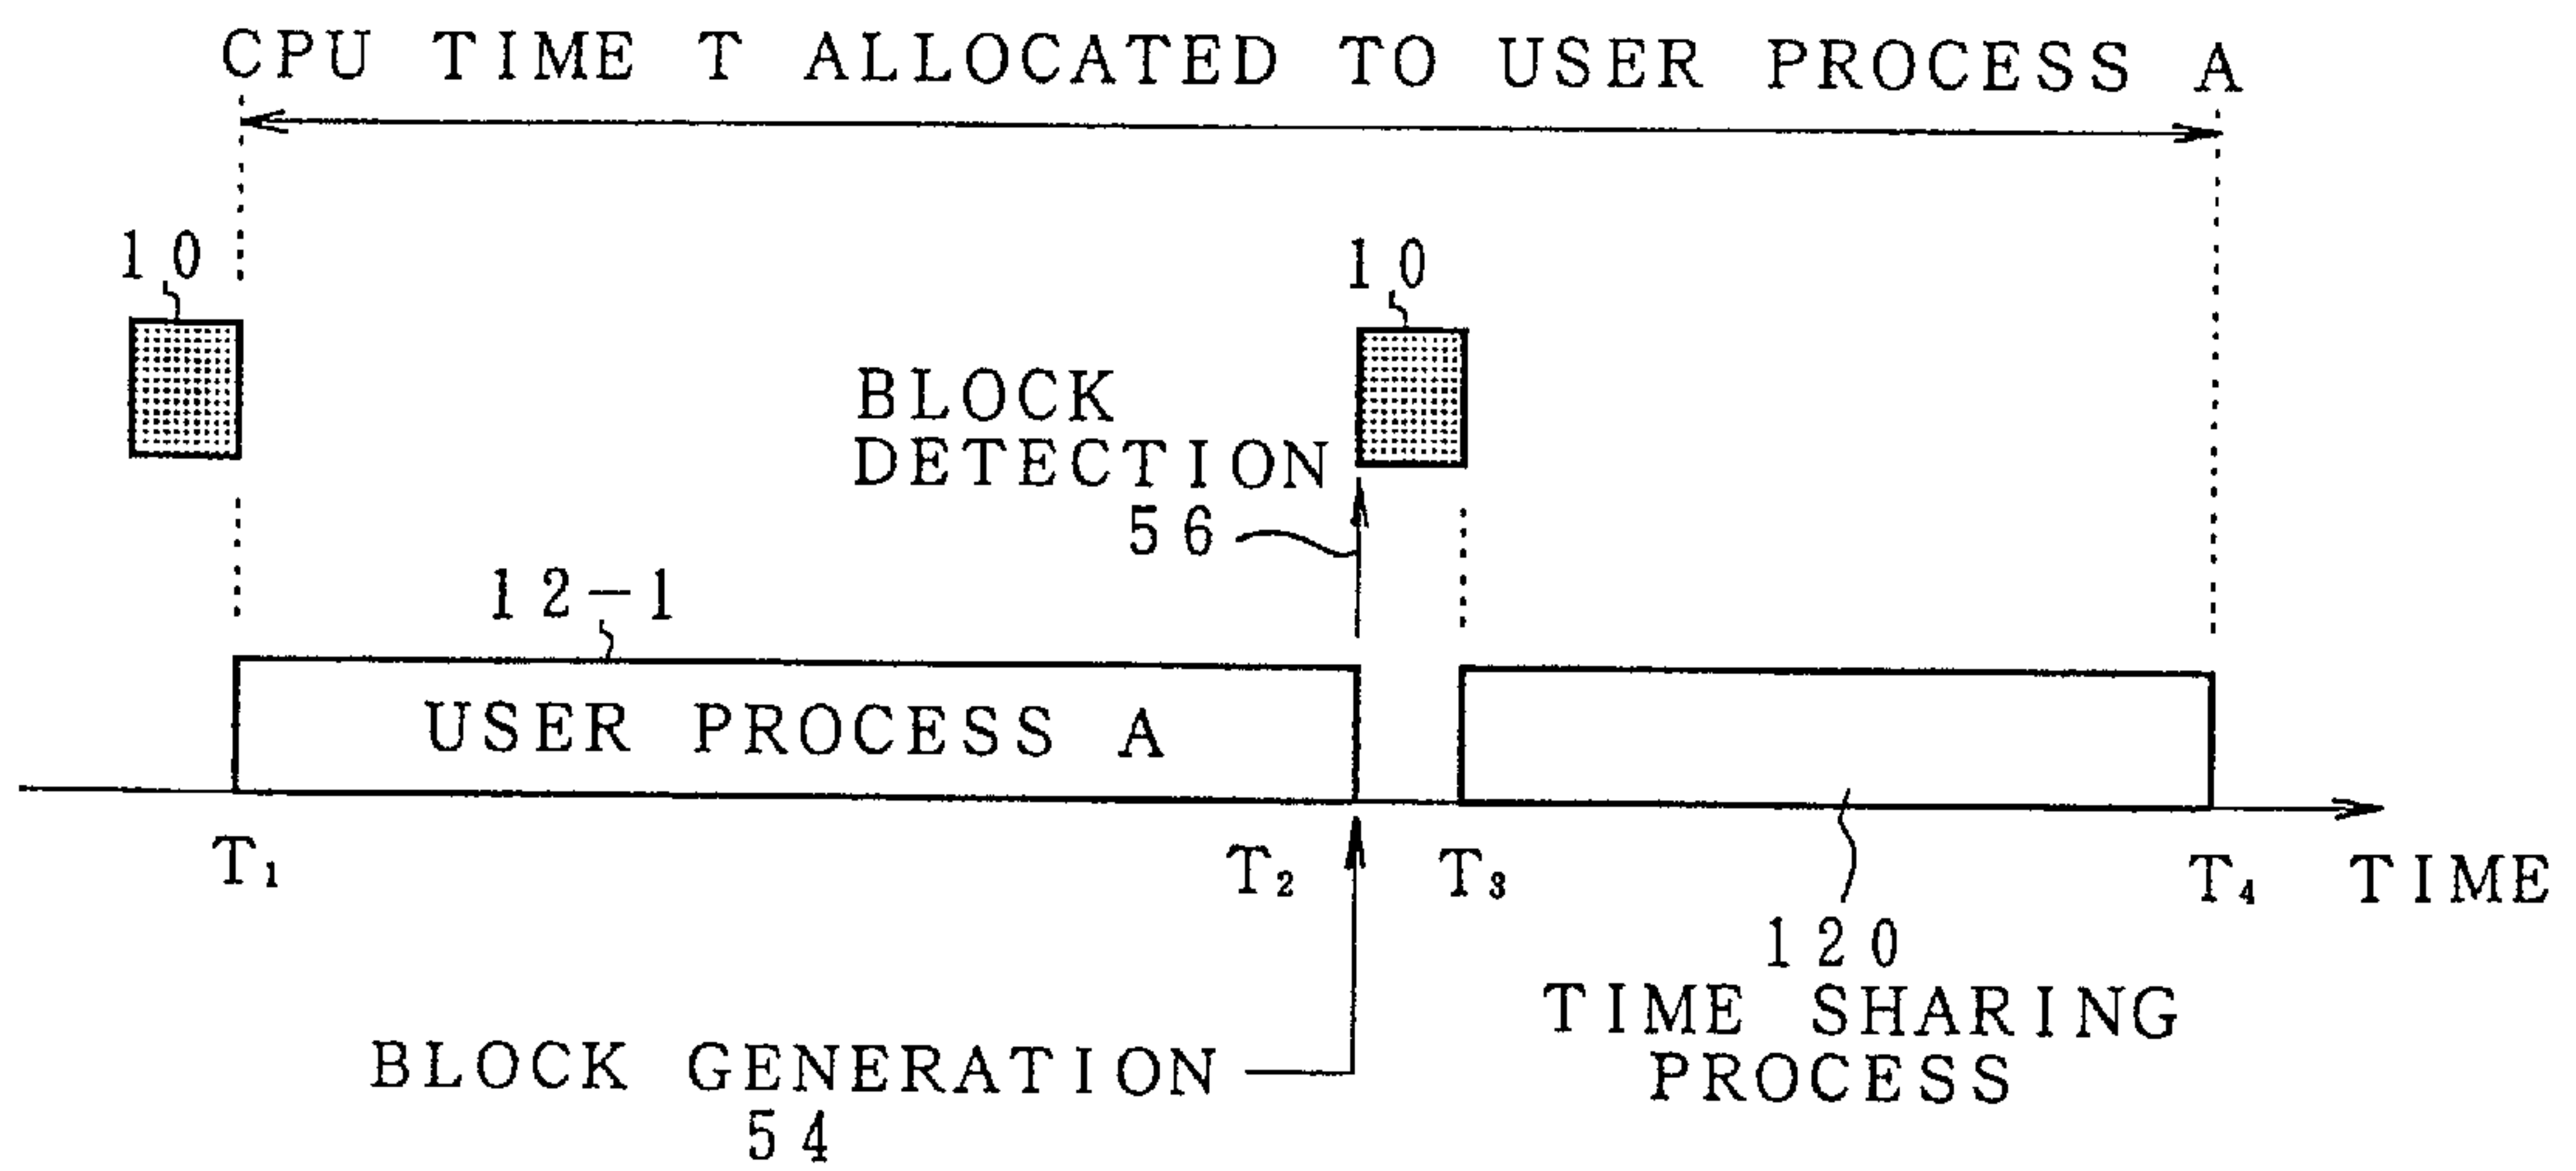 CPU TIME T ALLOCATED TO USER PROCESS A
10
10
BLOCK
DETECTION
56
12-1
USER PROCESS A
T₁
T₂
T₃
T₄
TIME
120
TIME SHARING
PROCESS
BLOCK GENERATION
54